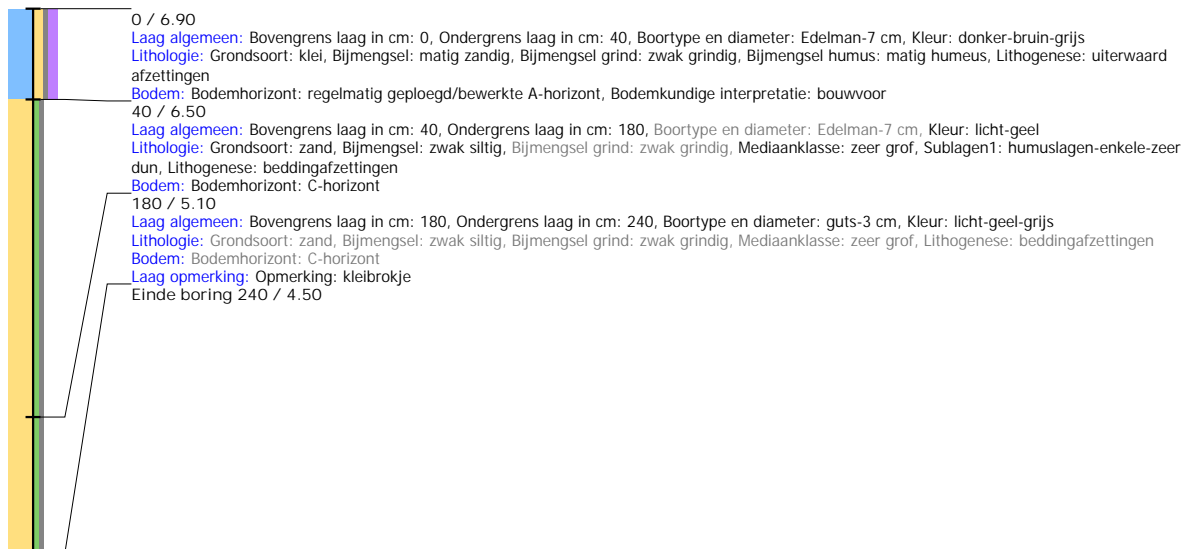 0 / 6.90
Laag algemeen: Bovengrens laag in cm: 0, Ondergrens laag in cm: 40, Boortype en diameter: Edelman-7 cm, Kleur: donker-bruin-grijs
Lithologie: Grondsoort: klei, Bijmengsel: matig zandig, Bijmengsel grind: zwak grindig, Bijmengsel humus: matig humeus, Lithogenese: uiterwaard
afzettingen
Bodem: Bodemhorizont: regelmatig geploegd/bewerkte A-horizont, Bodemkundige interpretatie: bouwvoor
40 / 6.50
Laag algemeen: Bovengrens laag in cm: 40, Ondergrens laag in cm: 180, Boortype en diameter: Edelman-7 cm, Kleur: licht-geel
Lithologie: Grondsoort: zand, Bijmengsel: zwak siltig, Bijmengsel grind: zwak grindig, Mediaanklasse: zeer grof, Sublagen1: humuslagen-enkele-zeer
dun, Lithogenese: beddingafzettingen
Bodem: Bodemhorizont: C-horizont
180 / 5.10
Laag algemeen: Bovengrens laag in cm: 180, Ondergrens laag in cm: 240, Boortype en diameter: guts-3 cm, Kleur: licht-geel-grijs
Lithologie: Grondsoort: zand, Bijmengsel: zwak siltig, Bijmengsel grind: zwak grindig, Mediaanklasse: zeer grof, Lithogenese: beddingafzettingen
Bodem: Bodemhorizont: C-horizont
Laag opmerking: Opmerking: kleibrokje
Einde boring 240 / 4.50